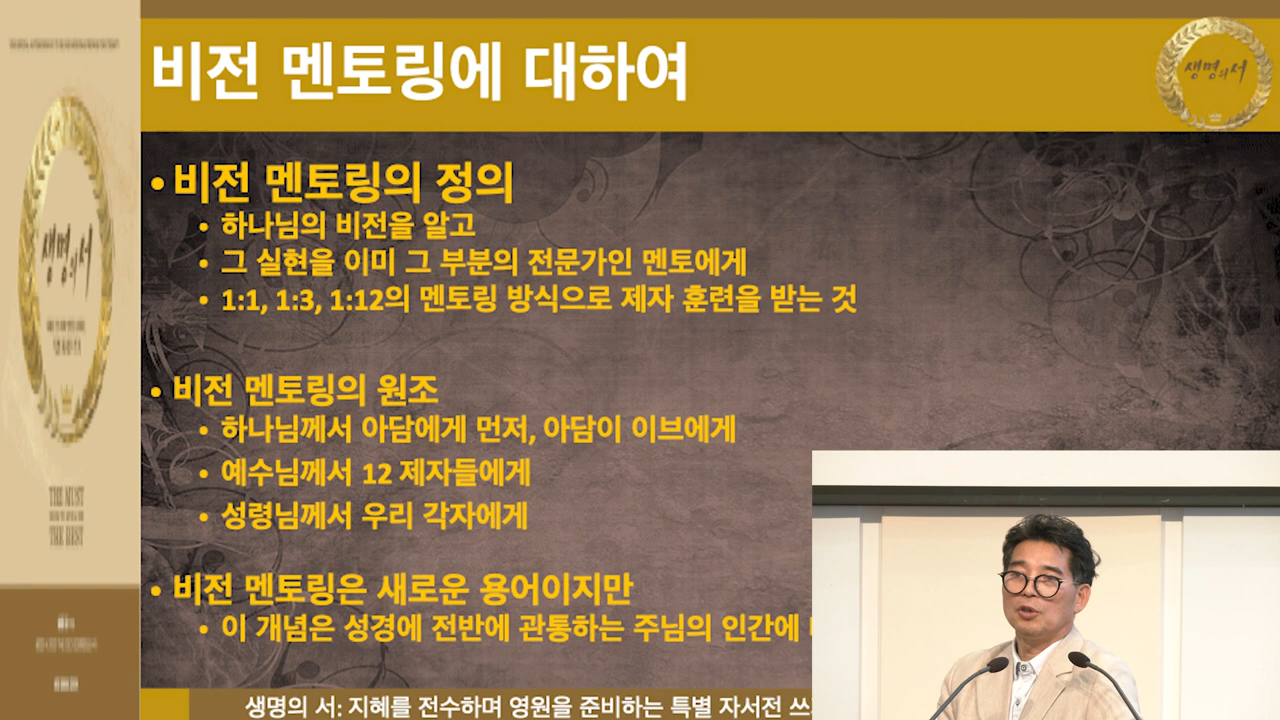 비전 멘토링에 대하여
생명의서
• 비전 멘토링의 정의
• 하나님의 비전을 알고
• 그 실현을 이미 그 부분의 전문가인 멘토에게
• 1:1, 1:3, 1:12의 멘토링 방식으로 제자 훈련을 받는 것
• 비전 멘토링의 원조
• 하나님께서 아담에게 먼저, 아담이 이브에게
• 예수님께서 12 제자들에게
• 성령님께서 우리 각자에게
• 비전 멘토링은 새로운 용어이지만
• 이 개념은 성경에 전반에 관통하는 주님의 인간에
생명의 서: 지혜를 전수하며 영원을 준비하는 특별 자서전 쓰
생명의서
THE MUST
THE BEST